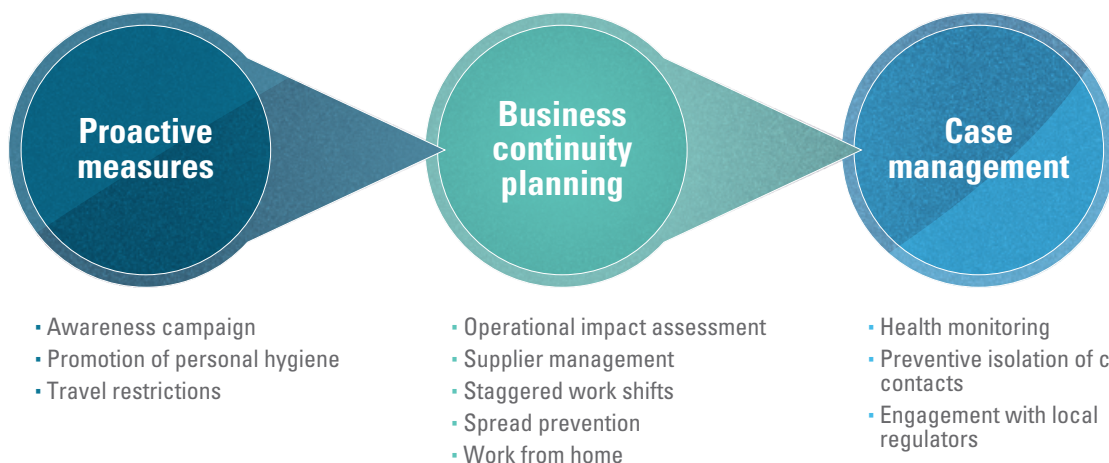 Proactive
measures
Business
continuity
planning
Case
management
▪ Awareness campaign
▪ Promotion of personal hygiene
▪ Travel restrictions
▪ Operational impact assessment
▪ Supplier management
▪ Staggered work shifts
▪ Spread prevention
▪ Work from home
▪ Health monitoring
▪ Preventive isolation of
contacts
▪ Engagement with local
regulators